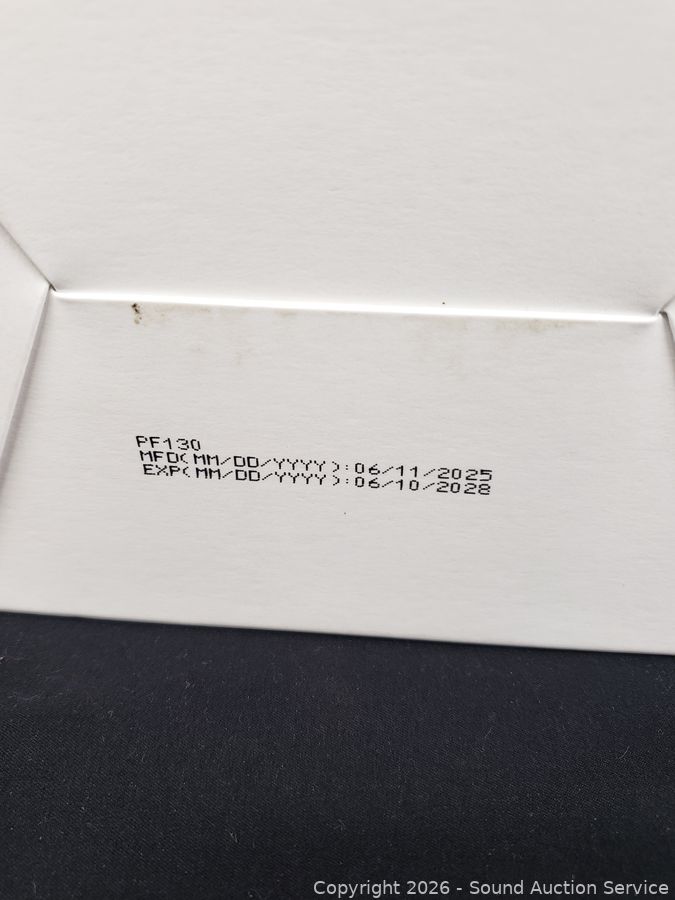 PF130
MFD(MM/DD/YYYY):06/11/2025
EXP(MM/DD/YYYY):06/10/2028
Copyright 2026 - Sound Auction Service